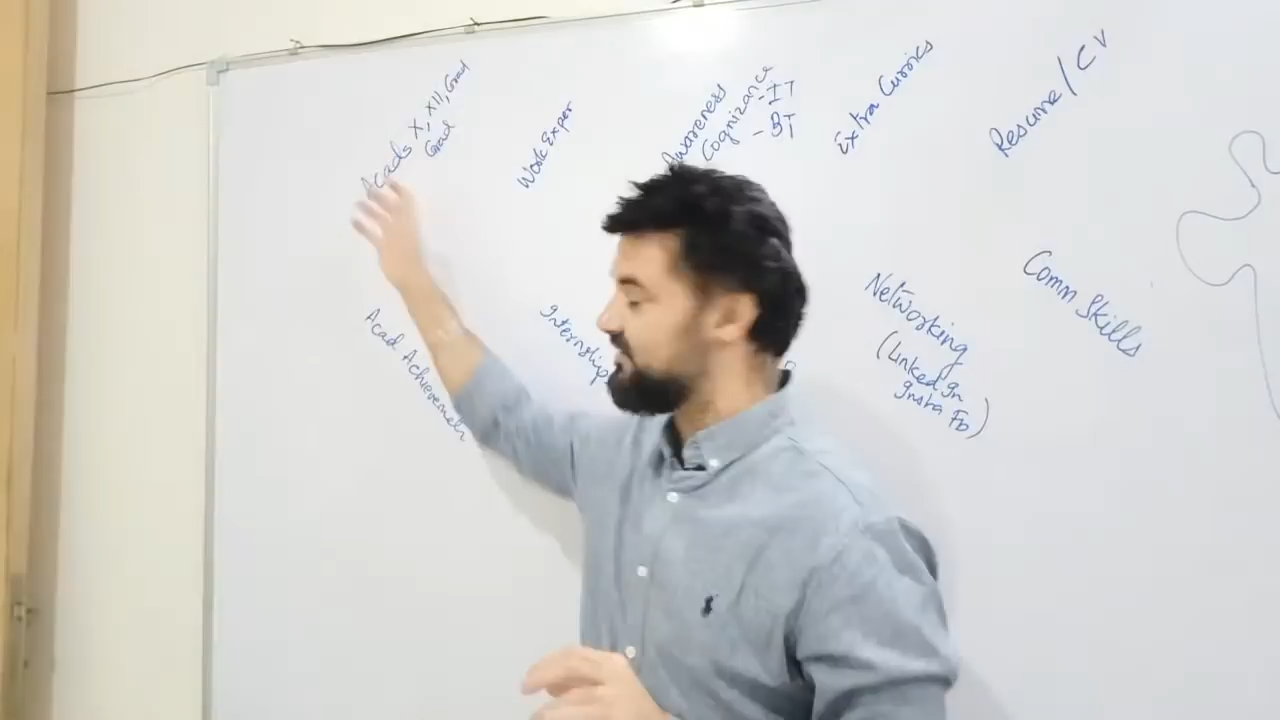 Acads X, XII, Grad
Grad
Work Exper
Awareness
Cognizance
- IT
- BT
Extra Currics
Resume / CV
Acad Achievements
Internship
Networking
(LinkedIn
Insta Fb)
Comm Skills